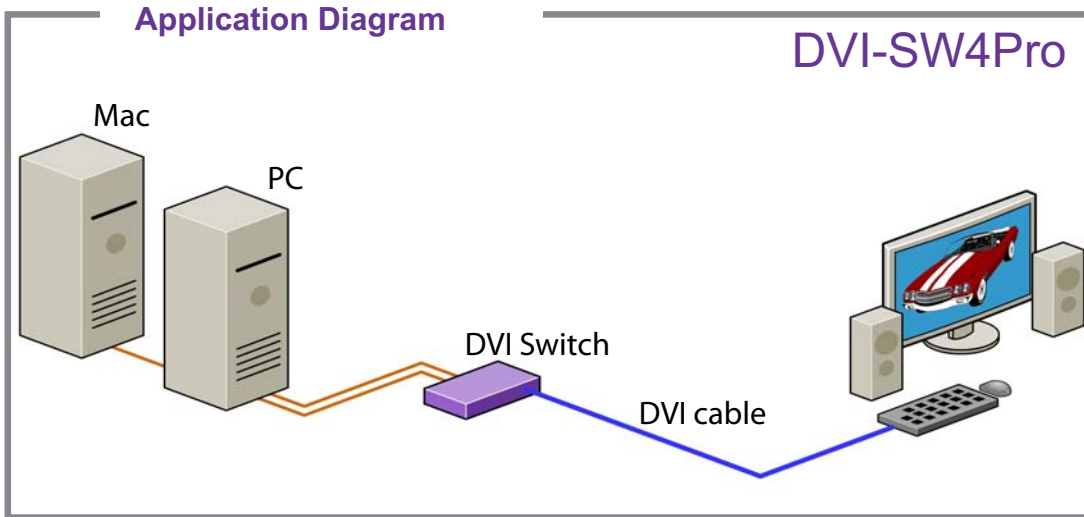 Application Diagram
DVI-SW4Pro
Mac
PC
DVI Switch
DVI cable